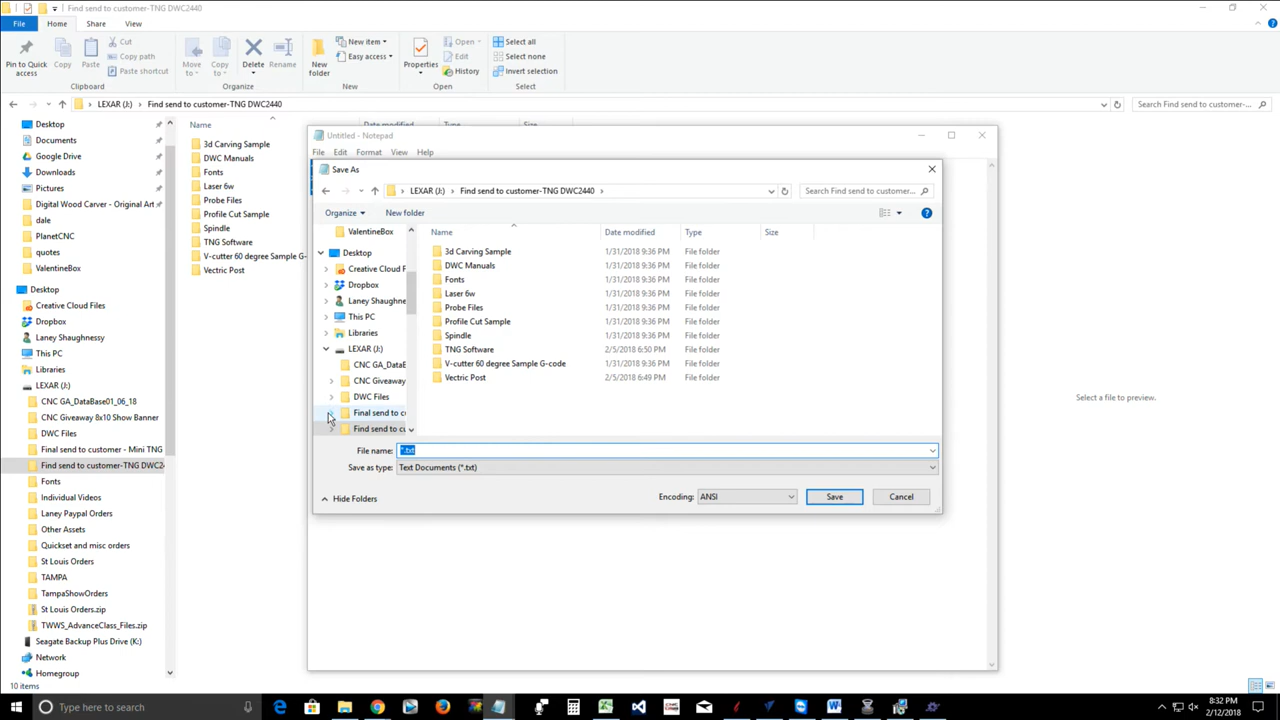 Find send to customer-TNG DWC2440
File
Home
Share
View
Pin to Quick access
Copy
Paste
Cut
Copy path
Paste shortcut
Clipboard
Move to
Copy to
Delete
Rename
Organize
New folder
New item
Easy access
New
Properties
Open
Edit
History
Open
Select all
Select none
Invert selection
Select
LEXAR (J:)
Find send to customer-TNG DWC2440
Search Find send to customer-...
Desktop
Documents
Google Drive
Downloads
Pictures
Digital Wood Carver - Original Art
dale
PlanetCNC
quotes
ValentineBox
Desktop
Creative Cloud Files
Dropbox
Laney Shaughnessy
This PC
Libraries
LEXAR (J:)
CNC GA_DataBase01_06_18
CNC Giveaway 8x10 Show Banner
DWC Files
Final send to customer - Mini TNG
Find send to customer-TNG DWC24
Fonts
Individual Videos
Laney Paypal Orders
Other Assets
Quickset and misc orders
St Louis Orders
TAMPA
TampaShowOrders
St Louis Orders.zip
TWWS_AdvanceClass_Files.zip
Seagate Backup Plus Drive (K:)
Network
Homegroup
10 items
Name
Date modified
Type
Size
3d Carving Sample
DWC Manuals
Fonts
Laser 6w
Probe Files
Profile Cut Sample
Spindle
TNG Software
V-cutter 60 degree Sample G-
Vectric Post
Untitled - Notepad
File Edit Format View Help
Save As
LEXAR (J:)
Find send to customer-TNG DWC2440
Search Find send to customer-...
Organize
New folder
ValentineBox
Desktop
Creative Cloud F
Dropbox
Laney Shaughne
This PC
Libraries
LEXAR (J:)
CNC GA_DataE
CNC Giveaway
DWC Files
Final send to cu
Find send to cu
Name Date modified Type Size
3d Carving Sample 1/31/2018 9:36 PM File folder
DWC Manuals 1/31/2018 9:36 PM File folder
Fonts 1/31/2018 9:36 PM File folder
Laser 6w 1/31/2018 9:36 PM File folder
Probe Files 1/31/2018 9:36 PM File folder
Profile Cut Sample 1/31/2018 9:36 PM File folder
Spindle 1/31/2018 9:36 PM File folder
TNG Software 2/5/2018 6:50 PM File folder
V-cutter 60 degree Sample G-code 1/31/2018 9:36 PM File folder
Vectric Post 2/5/2018 6:49 PM File folder
File name: *.txt
Save as type: Text Documents (*.txt)
Hide Folders
Encoding: ANSI
Save
Cancel
Select a file to preview.
Type here to search
8:32 PM
2/12/2018